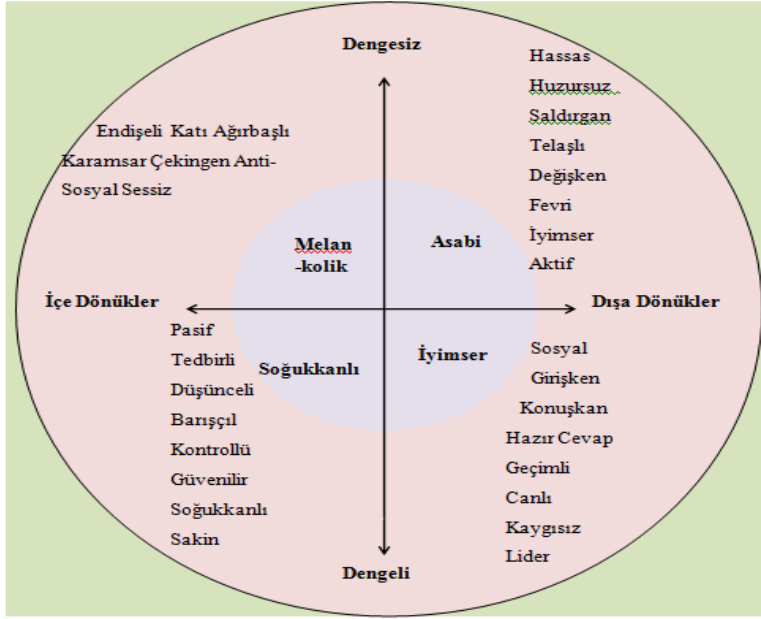 Dengesiz
Hassas
Huzursuz
Saldırgan
Telaşlı
Değişken
Fevri
İyimser
Aktif
Endişeli Katı Ağırbaşlı
Karamsar Çekingen Anti-
Sosyal Sessiz
Melan
-kolik
Asabi
İçe Dönükler
Dışa Dönükler
Soğukkanlı
İyimser
Pasif
Tedbirli
Düşünceli
Barışçıl
Kontrollü
Güvenilir
Soğukkanlı
Sakin
Sosyal
Girişken
Konuşkan
Hazır Cevap
Geçimli
Canlı
Kaygısız
Lider
Dengeli